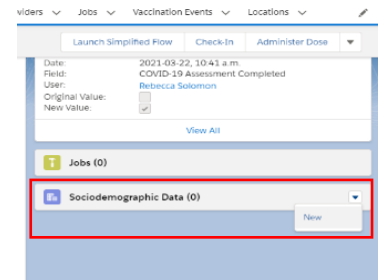 viders Jobs Vaccination Events Locations
Launch Simplified Flow Check-In Administer Dose
Date: 2021-03-22, 10:41 a.m.
Field: COVID-19 Assessment Completed
User: Rebecca Solomon
Original Value:
New Value:
View All
Jobs (0)
Sociodemographic Data (0)
New